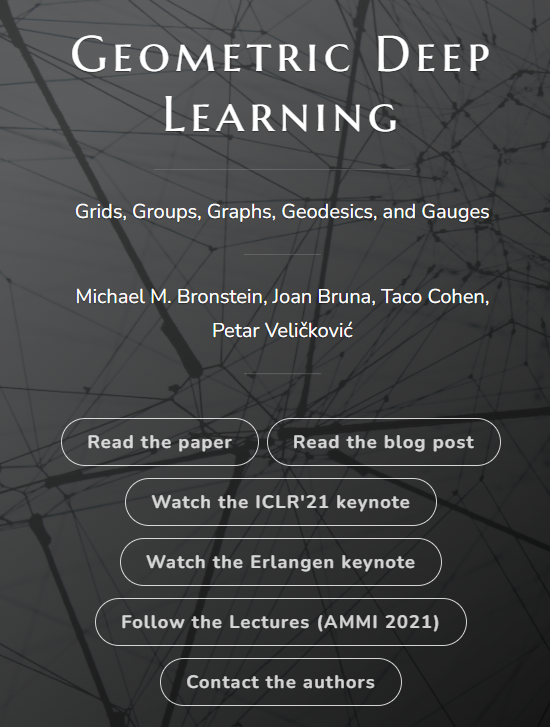 Geometric Deep
Learning
Grids, Groups, Graphs, Geodesics, and Gauges
Michael M. Bronstein, Joan Bruna, Taco Cohen,
Petar Veličković
Read the paper Read the blog post
Watch the ICLR'21 keynote
Watch the Erlangen keynote
Follow the Lectures (AMMI 2021)
Contact the authors